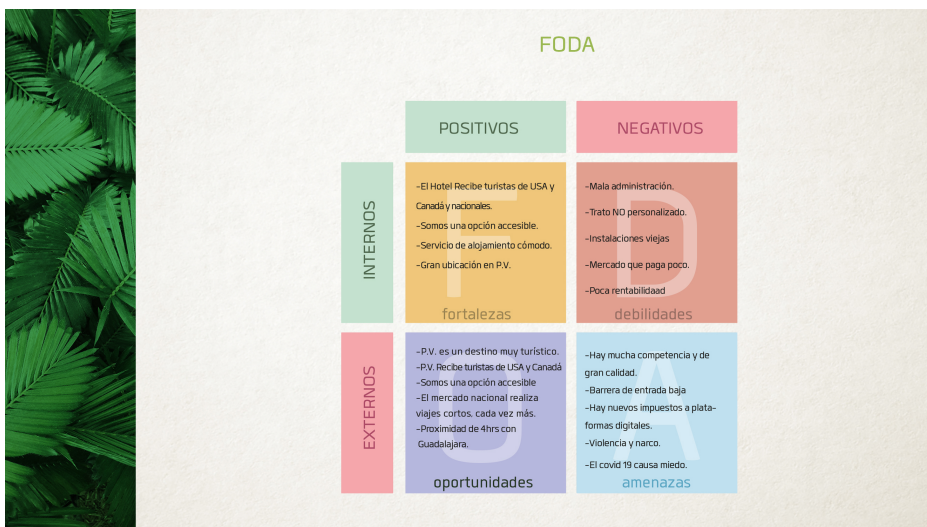 FODA
POSITIVOS
NEGATIVOS
INTERNOS
-El Hotel Recibe turistas de USA y
Canadá y nacionales.
-Somos una opción accesible.
-Servicio de alojamiento cómodo.
-Gran ubicación en P.V.
F
fortalezas
-Mala administración.
-Trato NO personalizado.
-Instalaciones viejas
-Mercado que paga poco.
-Poca rentabilidaad
D
debilidades
EXTERNOS
-P.V. es un destino muy turístico.
-P.V. Recibe turistas de USA y Canadá
-Somos una opción accesible
-El mercado nacional realiza
viajes cortos. cada vez más.
-Proximidad de 4hrs con
Guadalajara.
O
oportunidades
-Hay mucha competencia y de
gran calidad.
-Barrera de entrada baja
-Hay nuevos impuestos a plata-
formas digitales.
-Violencia y narco.
-El covid 19 causa miedo.
A
amenazas